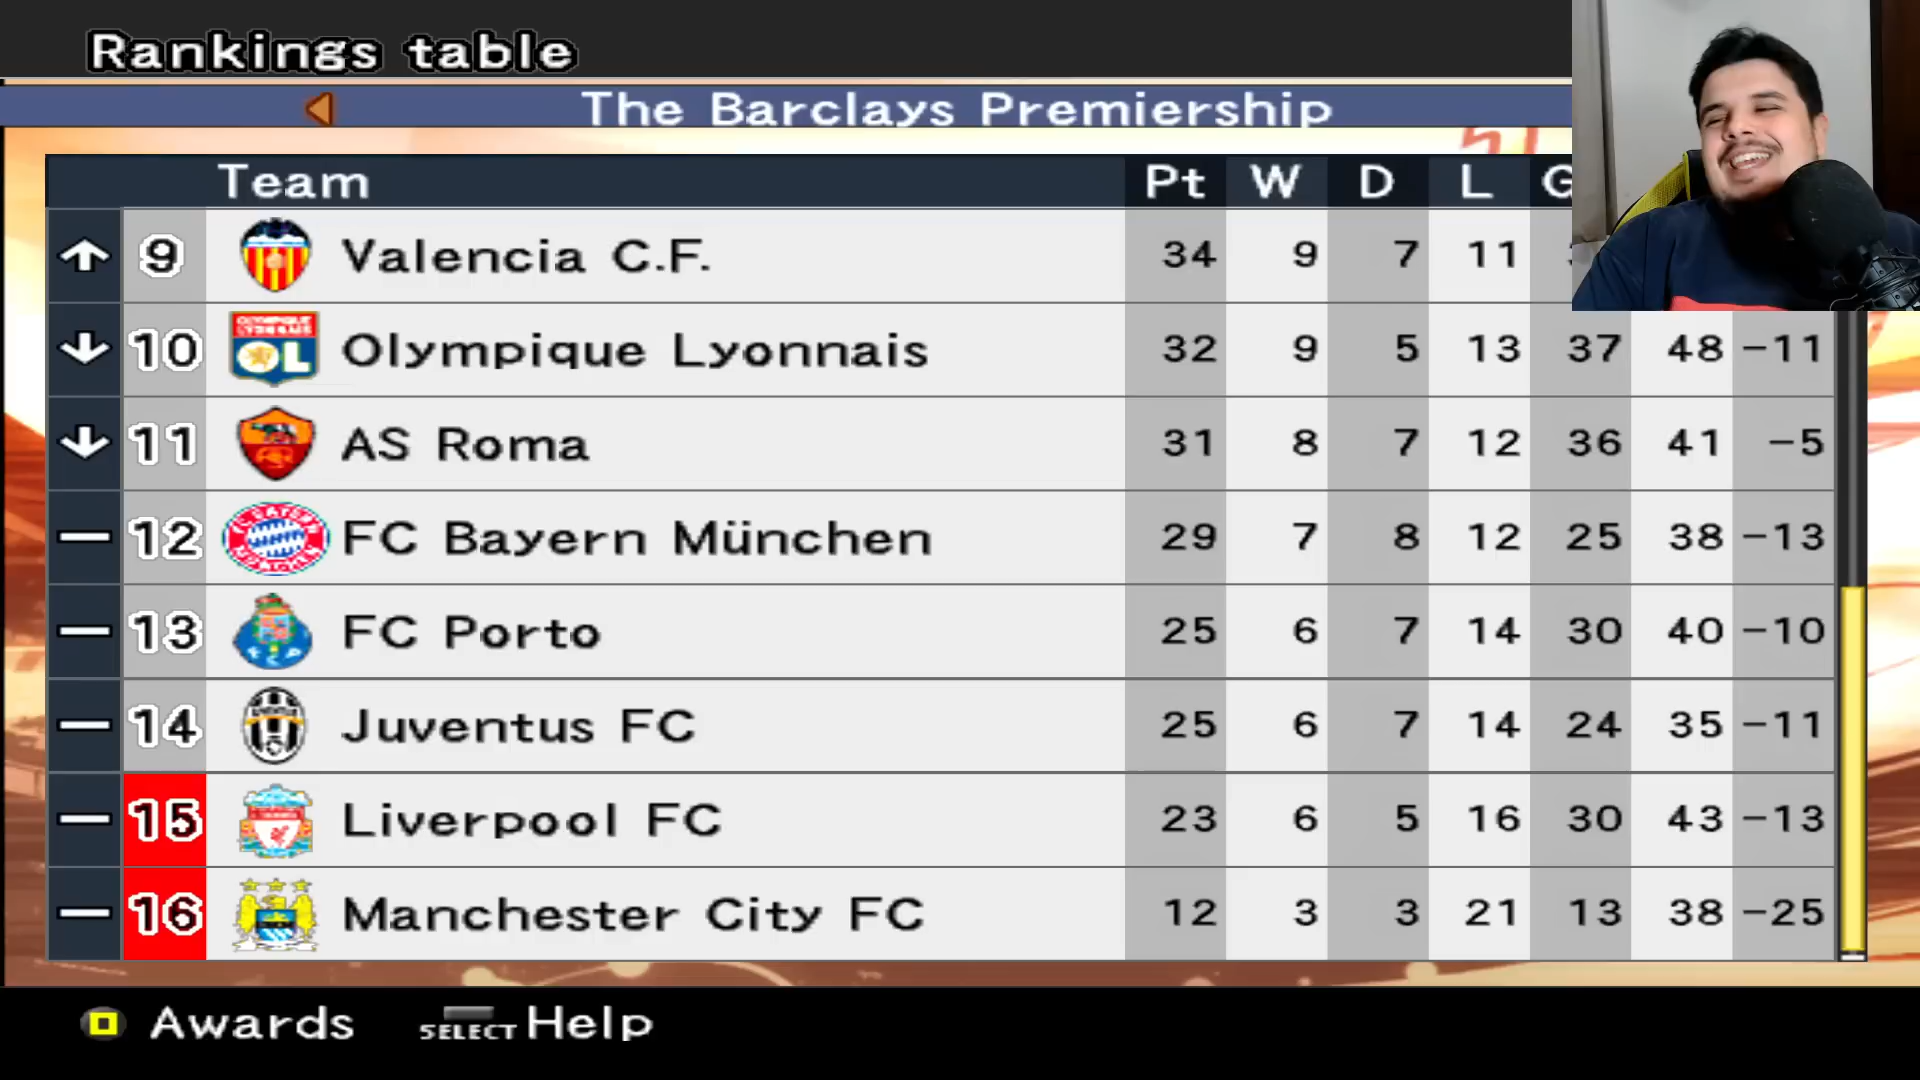 Rankings table
The Barclays Premiership
Team Pt W D L
9 Valencia C.F. 34 9 7 11
10 Olympique Lyonnais 32 9 5 13 37 48 -11
11 AS Roma 31 8 7 12 36 41 -5
12 FC Bayern München 29 7 8 12 25 38 -13
13 FC Porto 25 6 7 14 30 40 -10
14 Juventus FC 25 6 7 14 24 35 -11
15 Liverpool FC 23 6 5 16 30 43 -13
16 Manchester City FC 12 3 3 21 13 38 -25
Awards SELECT Help